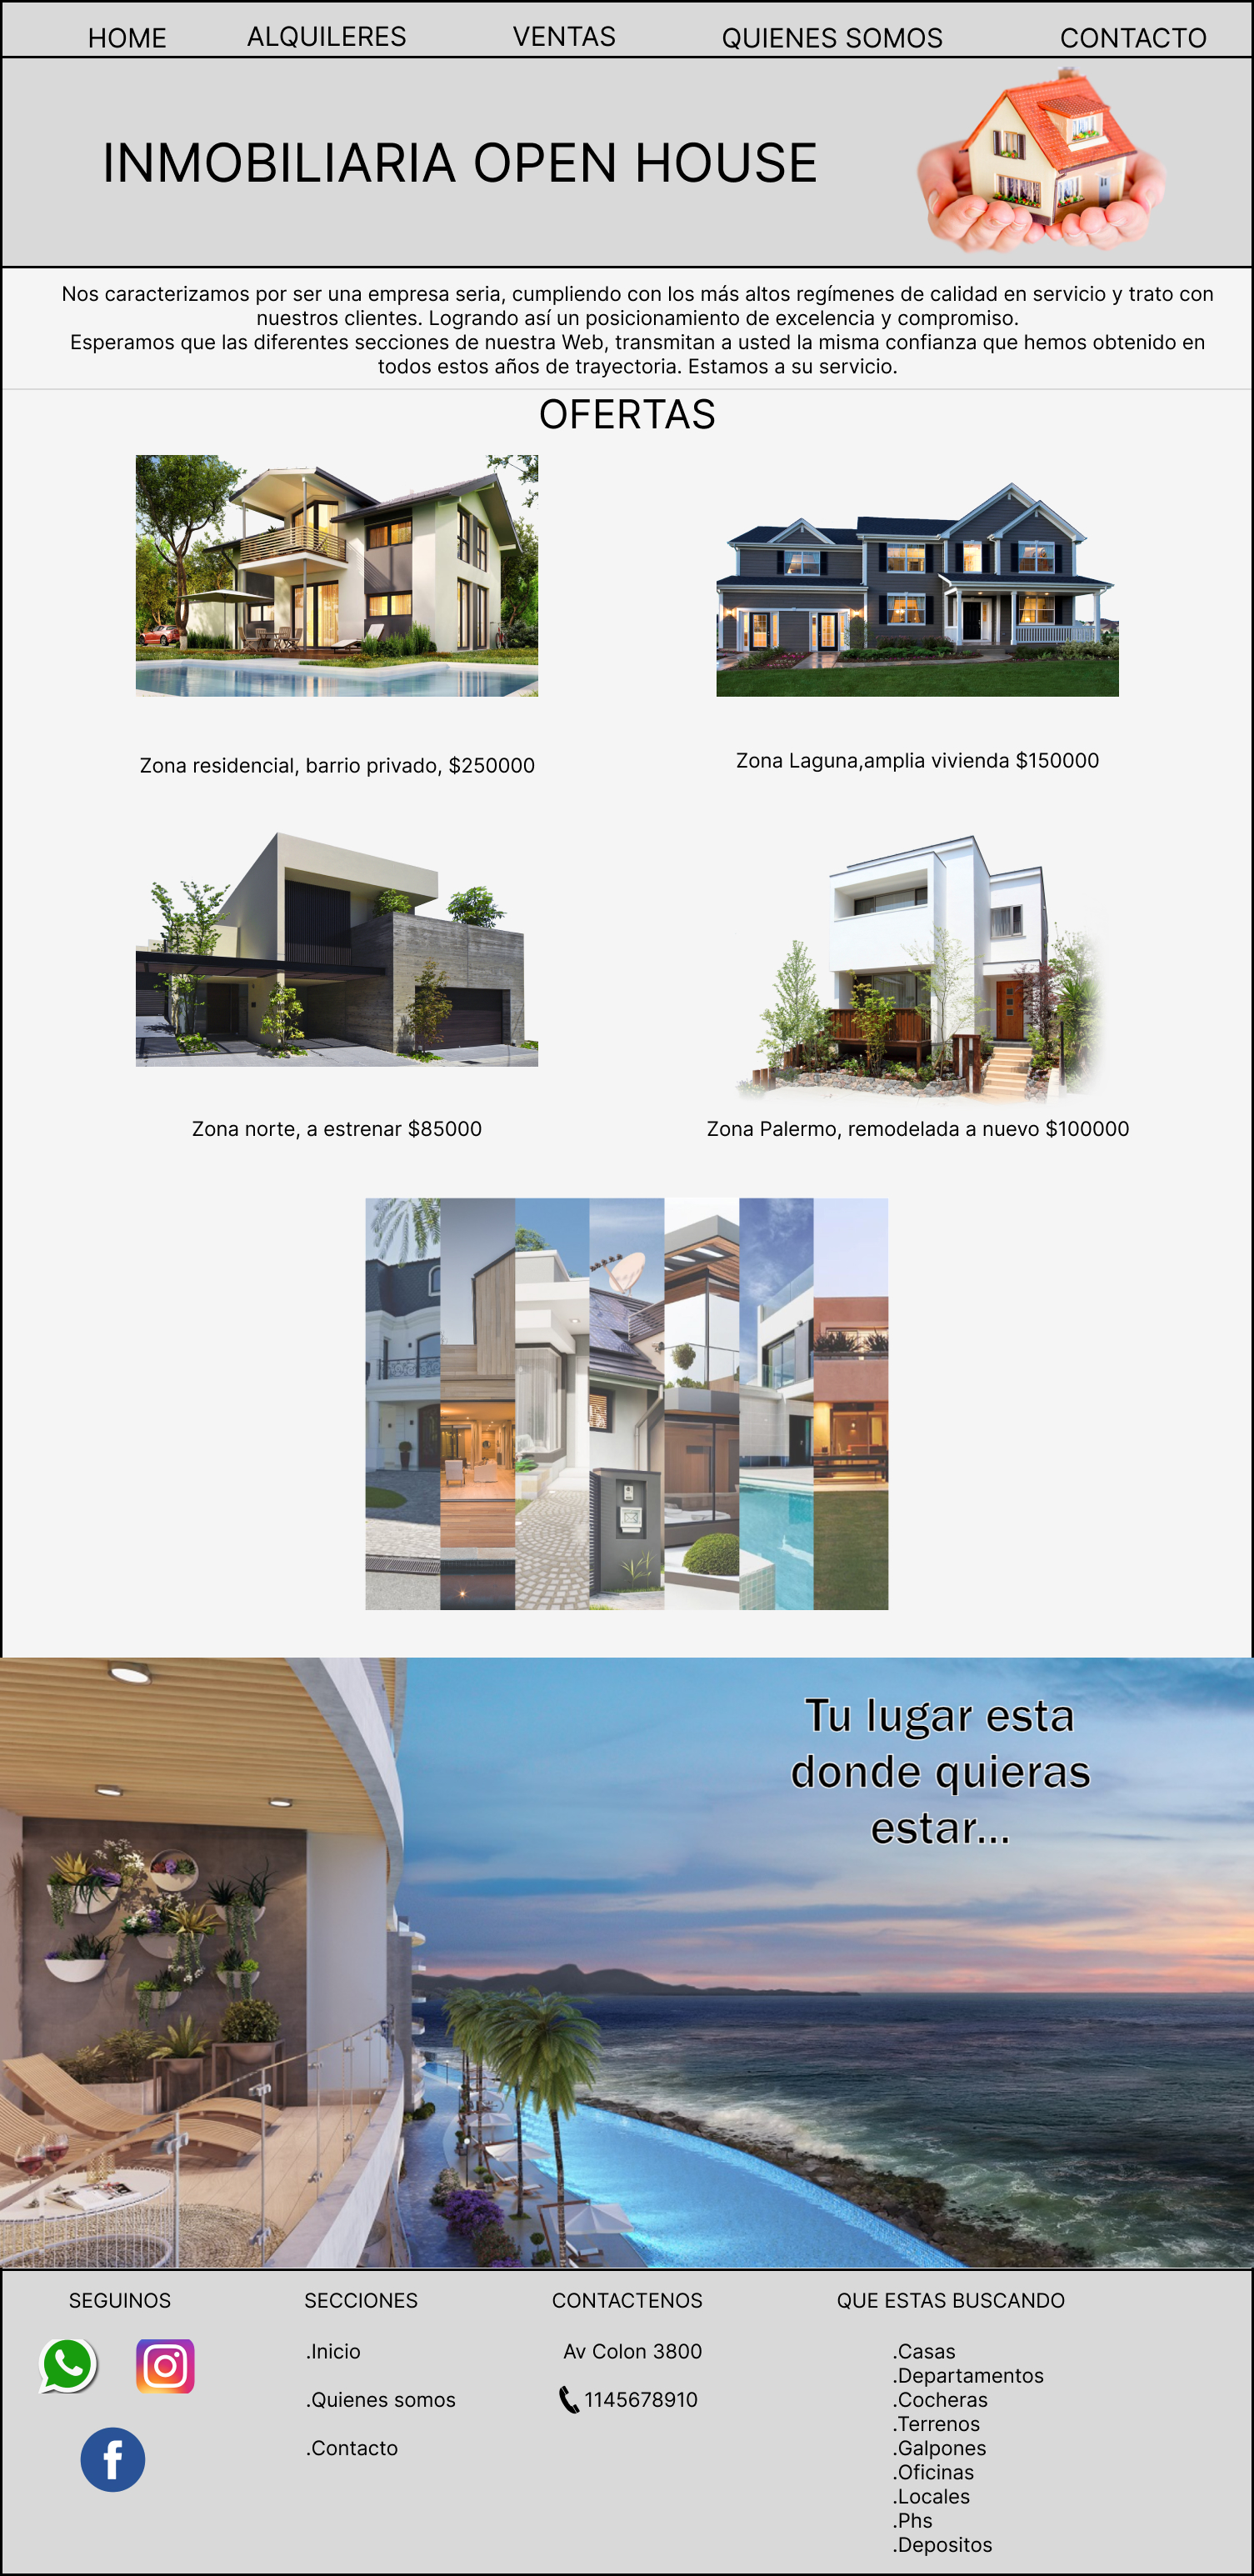 HOME ALQUILERES VENTAS QUIENES SOMOS CONTACTO
INMOBILIARIA OPEN HOUSE
Nos caracterizamos por ser una empresa seria, cumpliendo con los más altos regímenes de calidad en servicio y trato con
nuestros clientes. Logrando así un posicionamiento de excelencia y compromiso.
Esperamos que las diferentes secciones de nuestra Web, transmitan a usted la misma confianza que hemos obtenido en
todos estos años de trayectoria. Estamos a su servicio.
OFERTAS
Zona residencial, barrio privado, $250000
Zona Laguna,amplia vivienda $150000
Zona norte, a estrenar $85000
Zona Palermo, remodelada a nuevo $100000
Tu lugar esta
donde quieras
estar...
SEGUINOS
SECCIONES
.Inicio
.Quienes somos
.Contacto
CONTACTENOS
Av Colon 3800
1145678910
QUE ESTAS BUSCANDO
.Casas
.Departamentos
.Cocheras
.Terrenos
.Galpones
.Oficinas
.Locales
.Phs
.Depositos